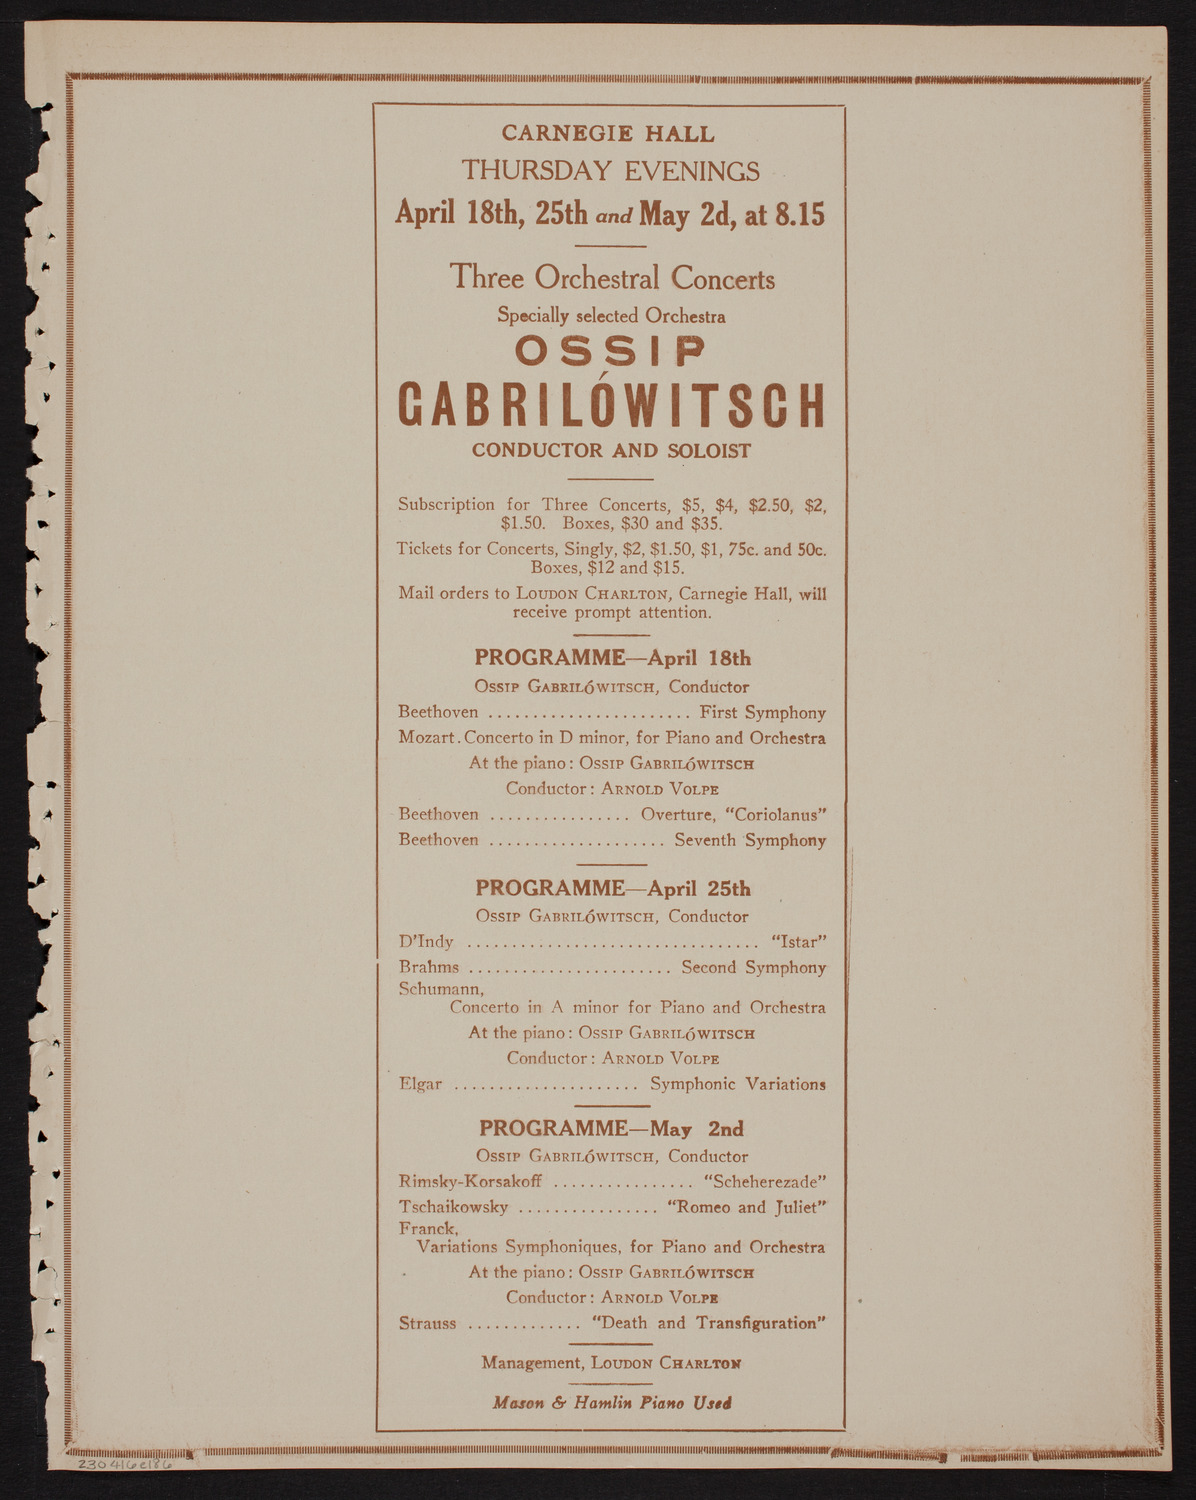 CARNEGIE HALL
THURSDAY EVENINGS
April 18th, 25th and May 2d, at 8.15
Three Orchestral Concerts
Specially selected Orchestra
OSSIP
GABRILÓWITSCH
CONDUCTOR AND SOLOIST
Subscription for Three Concerts, $5, $4, $2.50, $2,
$1.50. Boxes, $30 and $35.
Tickets for Concerts, Singly, $2, $1.50, $1, 75c. and 50c.
Boxes, $12 and $15.
Mail orders to LOUDON CHARLTON, Carnegie Hall, will
receive prompt attention.
PROGRAMME—April 18th
OSSIP GABRILÓWITSCH, Conductor
Beethoven ....................... First Symphony
Mozart. Concerto in D minor, for Piano and Orchestra
At the piano: OSSIP GABRILÓWITSCH
Conductor: ARNOLD VOLPE
Beethoven ................ Overture, "Coriolanus"
Beethoven .................... Seventh Symphony
PROGRAMME—April 25th
OSSIP GABRILÓWITSCH, Conductor
D'Indy ................................. "Istar"
Brahms ....................... Second Symphony
Schumann,
Concerto in A minor for Piano and Orchestra
At the piano: OSSIP GABRILÓWITSCH
Conductor: ARNOLD VOLPE
Elgar ..................... Symphonic Variations
PROGRAMME—May 2nd
OSSIP GABRILÓWITSCH, Conductor
Rimsky-Korsakoff ................ "Scheherezade"
Tschaikowsky ................ "Romeo and Juliet"
Franck,
Variations Symphoniques, for Piano and Orchestra
At the piano: OSSIP GABRILÓWITSCH
Conductor: ARNOLD VOLPE
Strauss ............. "Death and Transfiguration"
Management, LOUDON CHARLTON
Mason & Hamlin Piano Used
230416e186